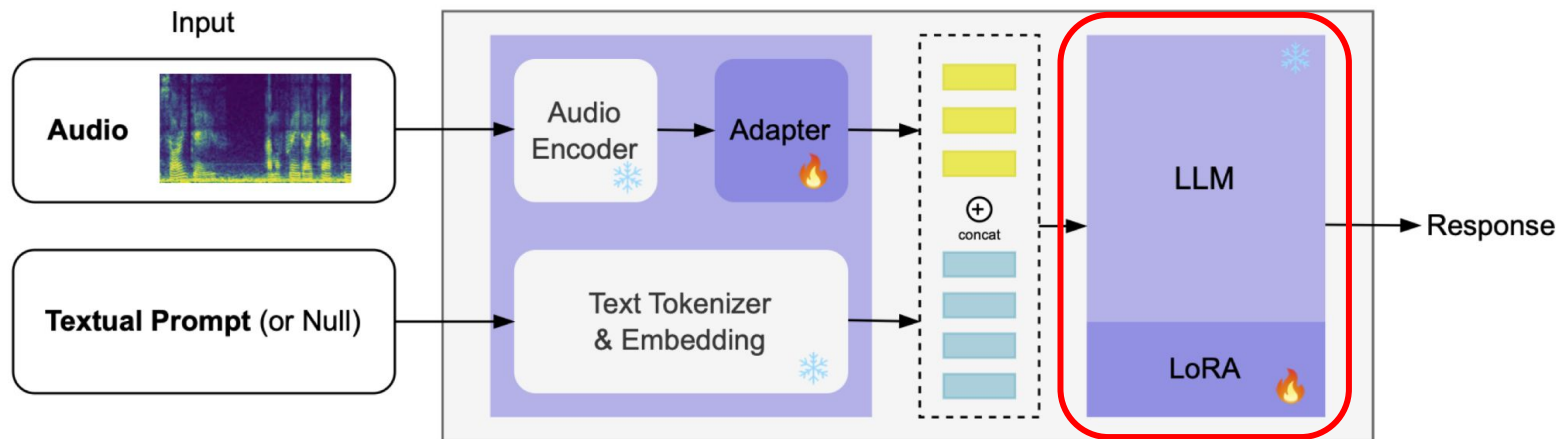 Input
Audio
Textual Prompt (or Null)
Audio
Encoder
Adapter
Text Tokenizer
& Embedding
concat
LLM
LoRA
Response